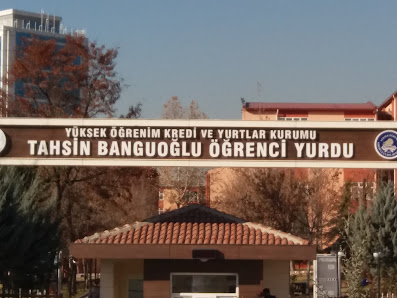 YÜKSEK ÖĞRENİM KREDİ VE YURTLAR KURUMU
TAHSİN BANGUOĞLU ÖĞRENCİ YURDU